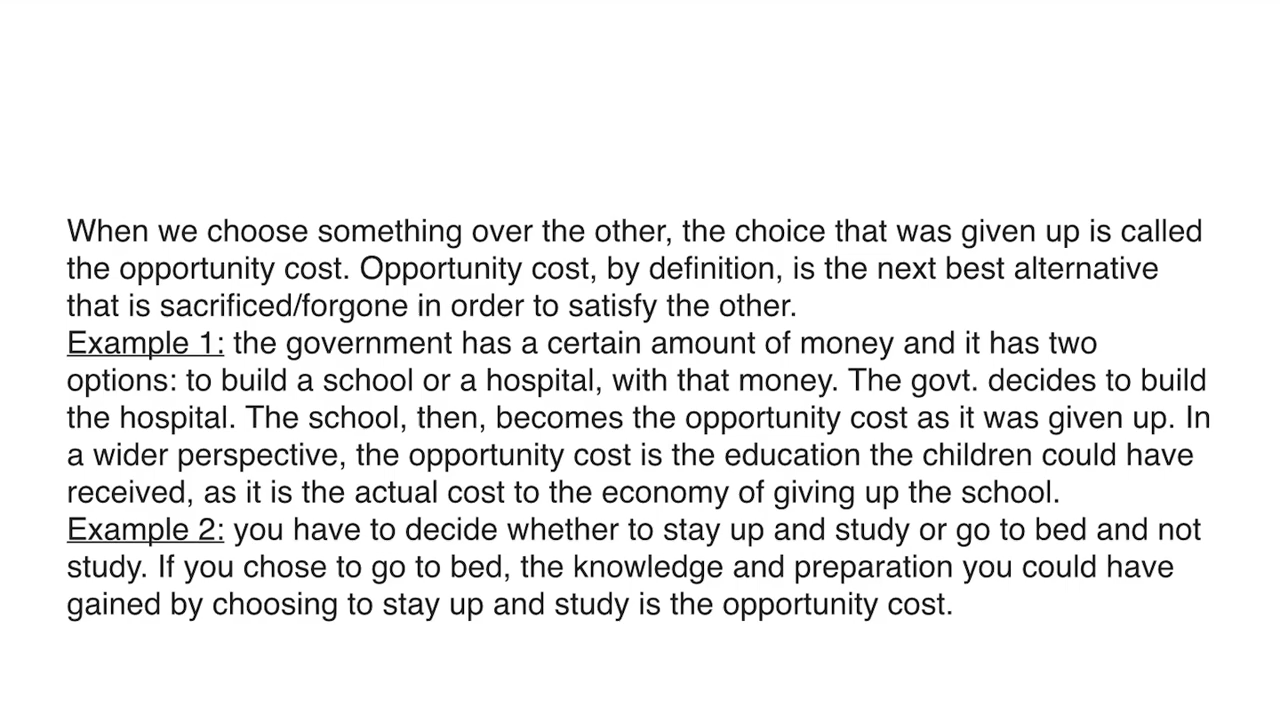 When we choose something over the other, the choice that was given up is called
the opportunity cost. Opportunity cost, by definition, is the next best alternative
that is sacrificed/forgone in order to satisfy the other.
Example 1: the government has a certain amount of money and it has two
options: to build a school or a hospital, with that money. The govt. decides to build
the hospital. The school, then, becomes the opportunity cost as it was given up. In
a wider perspective, the opportunity cost is the education the children could have
received, as it is the actual cost to the economy of giving up the school.
Example 2: you have to decide whether to stay up and study or go to bed and not
study. If you chose to go to bed, the knowledge and preparation you could have
gained by choosing to stay up and study is the opportunity cost.